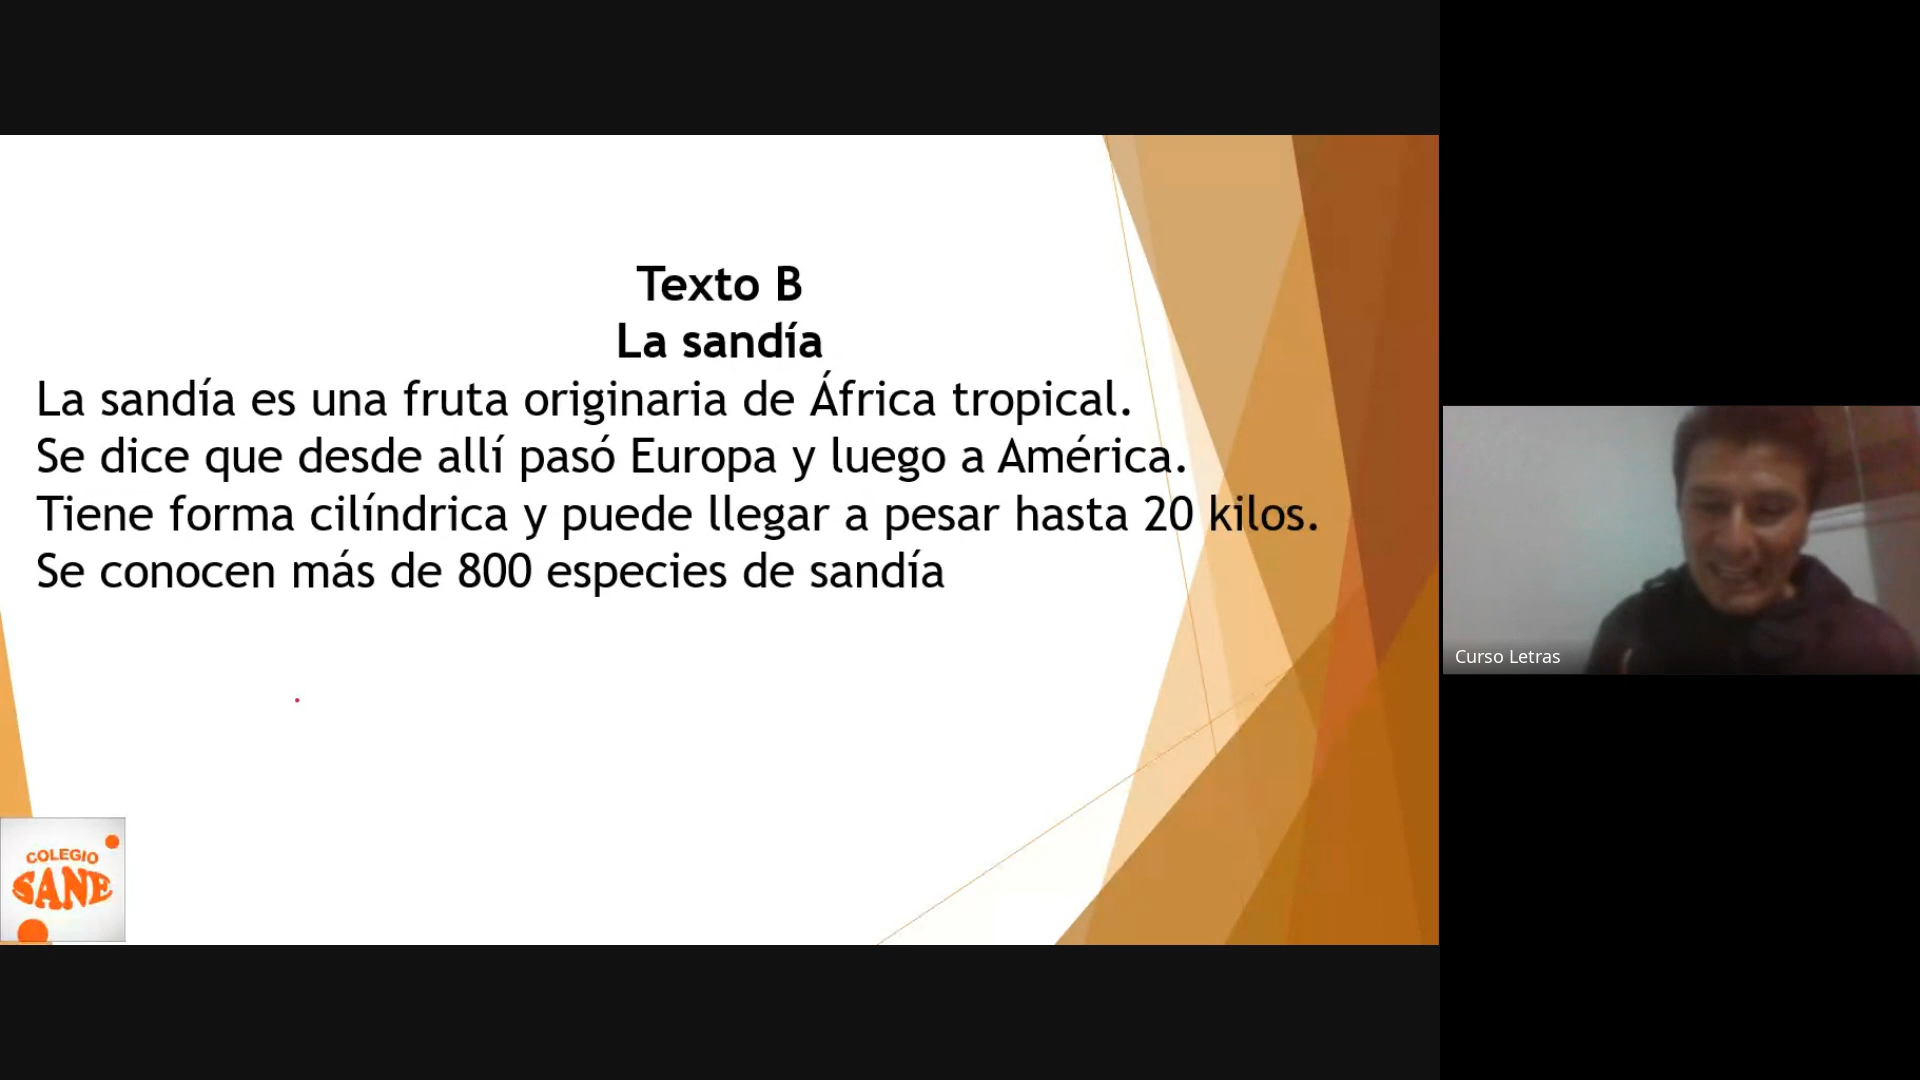 Texto B
La sandía
La sandía es una fruta originaria de África tropical.
Se dice que desde allí pasó Europa y luego a América.
Tiene forma cilíndrica y puede llegar a pesar hasta 20 kilos.
Se conocen más de 800 especies de sandía
COLEGIO
SANE
Curso Letras